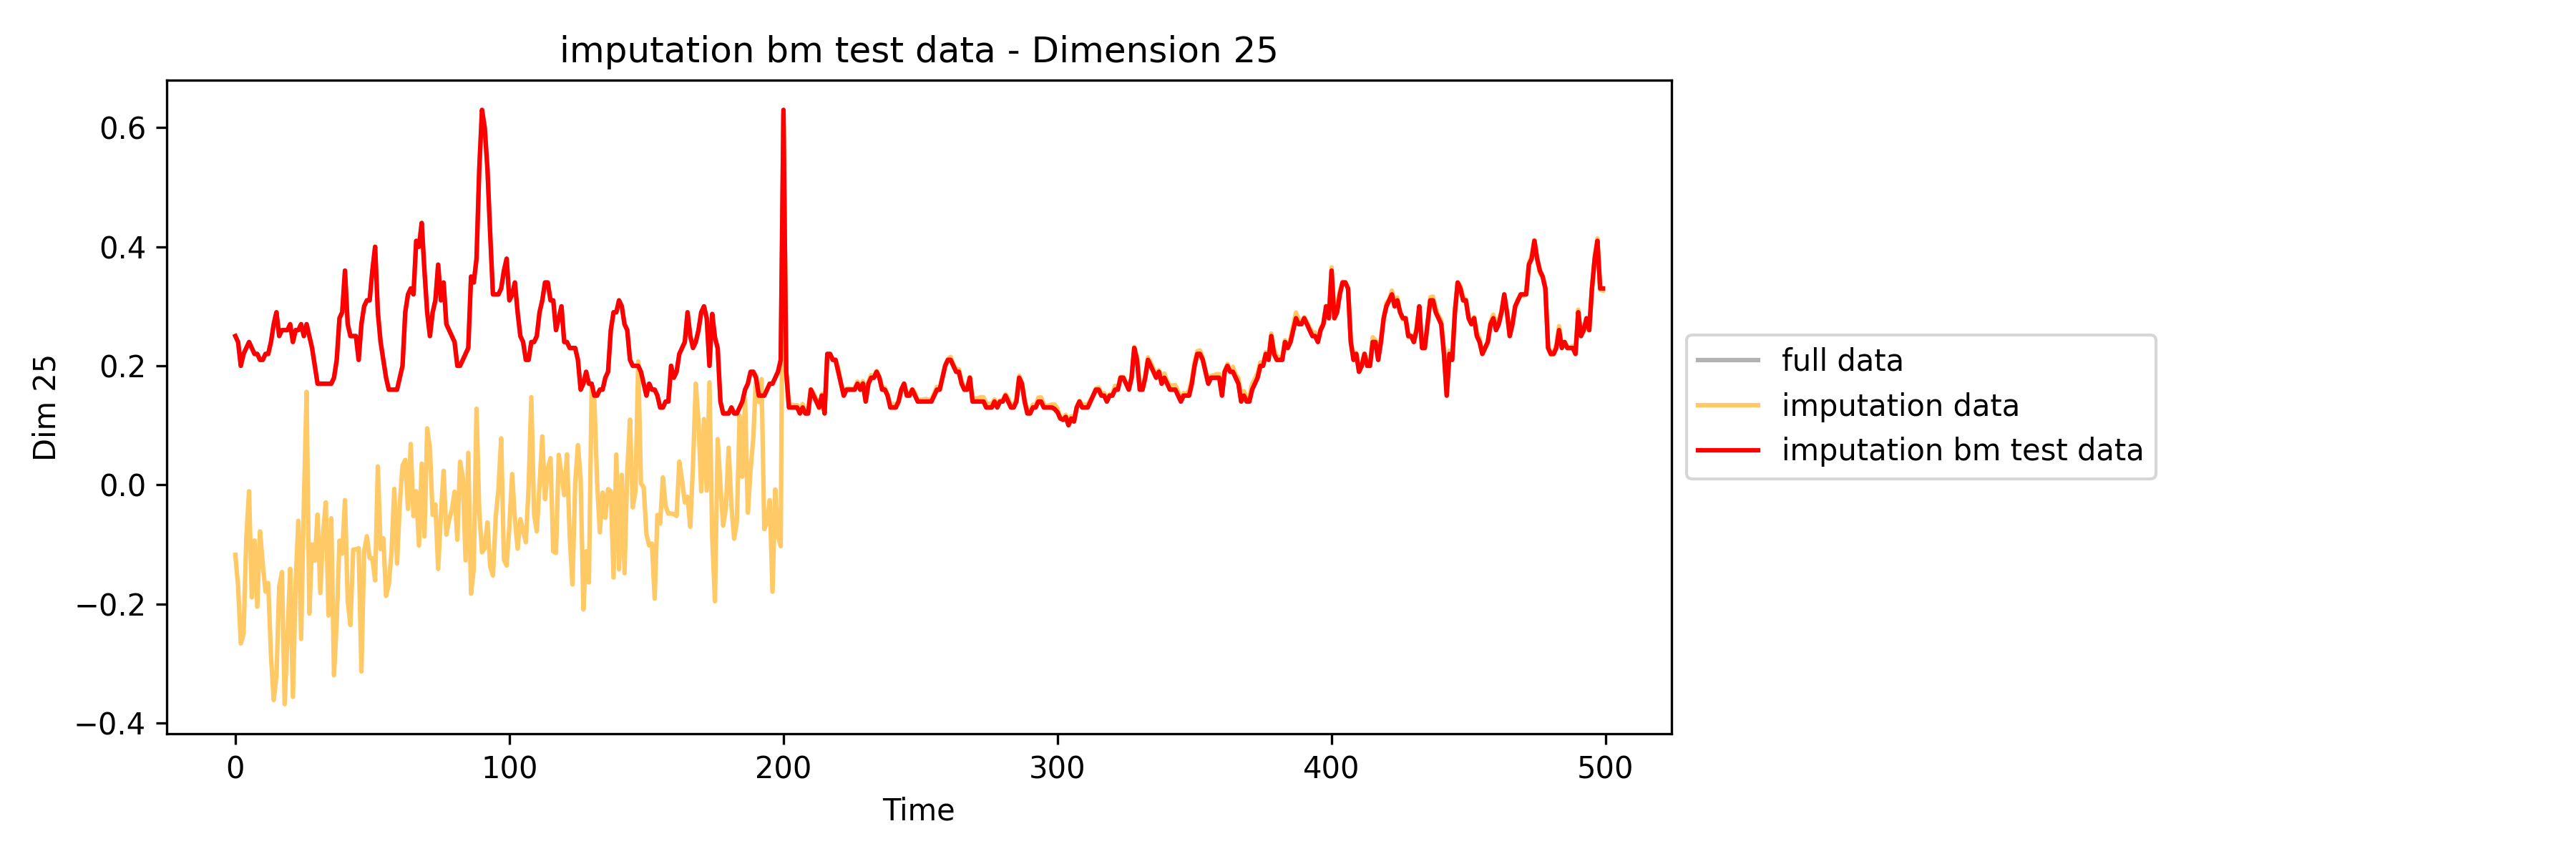 imputation bm test data - Dimension 25
0.6
0.4
0.2
0.0
−0.2
−0.4
Dim 25
0 100 200 300 400 500
Time
full data
imputation data
imputation bm test data